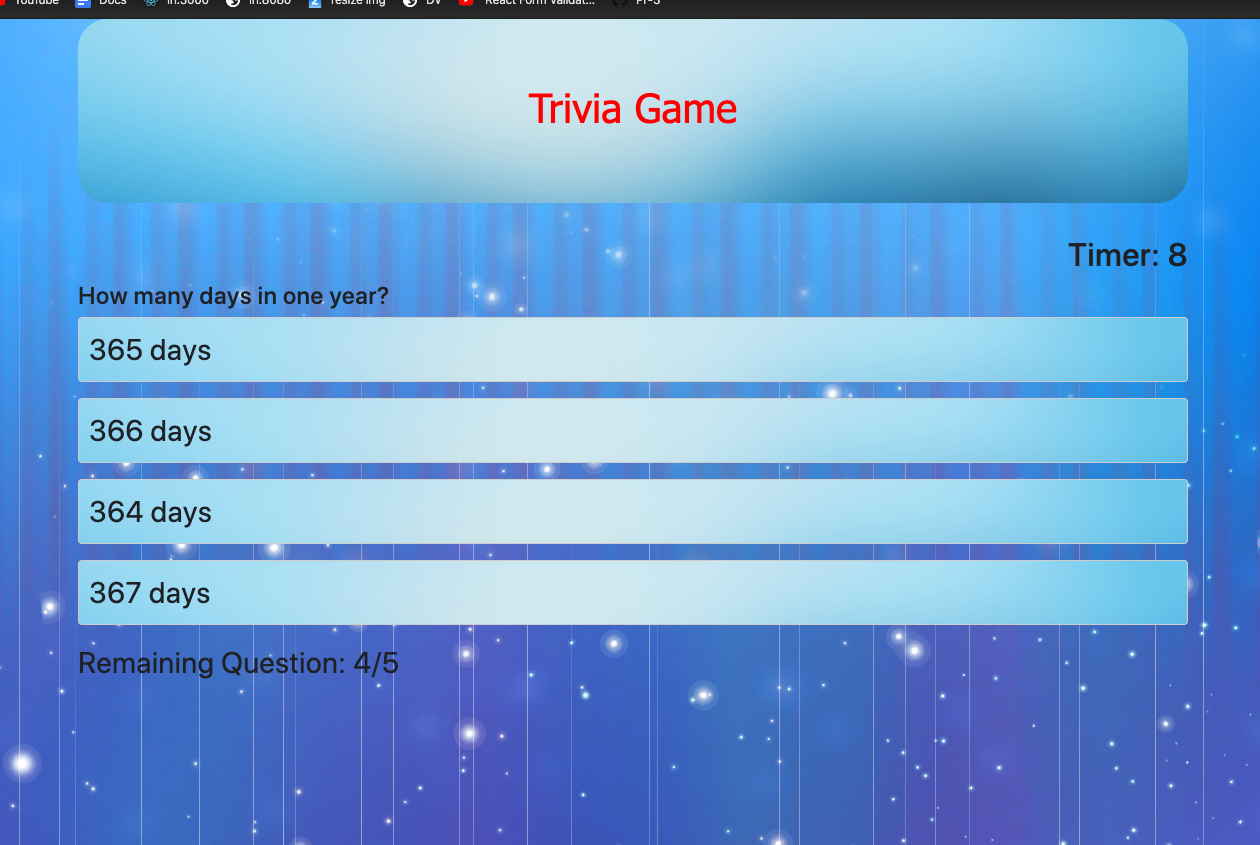 YouTube Docs lh:3000 lh:8080 resize img DV React Form Validat... Pr-3
Trivia Game
Timer: 8
How many days in one year?
365 days
366 days
364 days
367 days
Remaining Question: 4/5